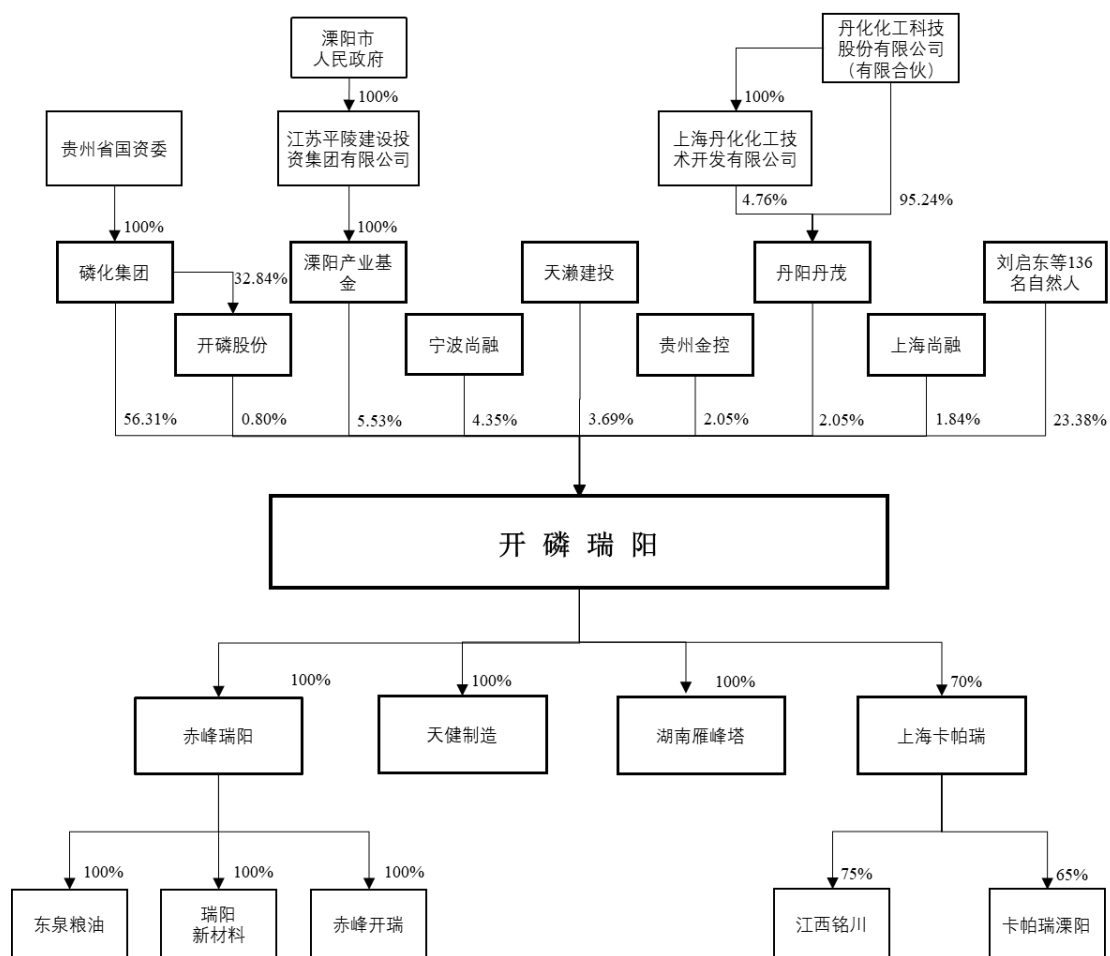 溧阳市
人民政府
丹化化工科技
股份有限公司
（有限合伙）
100%
100%
贵州省国资委
江苏平陵建设投
资集团有限公司
上海丹化化工技
术开发有限公司
4.76%
95.24%
100%
100%
磷化集团
32.84%
溧阳产业基
金
天濑建投
丹阳丹茂
刘启东等136
名自然人
开磷股份
宁波尚融
贵州金控
上海尚融
56.31%
0.80%
5.53%
4.35%
3.69%
2.05%
2.05%
1.84%
23.38%
开磷瑞阳
100%
100%
100%
70%
赤峰瑞阳
天健制造
湖南雁峰塔
上海卡帕瑞
100%
100%
100%
75%
65%
东泉粮油
瑞阳
新材料
赤峰开瑞
江西铭川
卡帕瑞溧阳